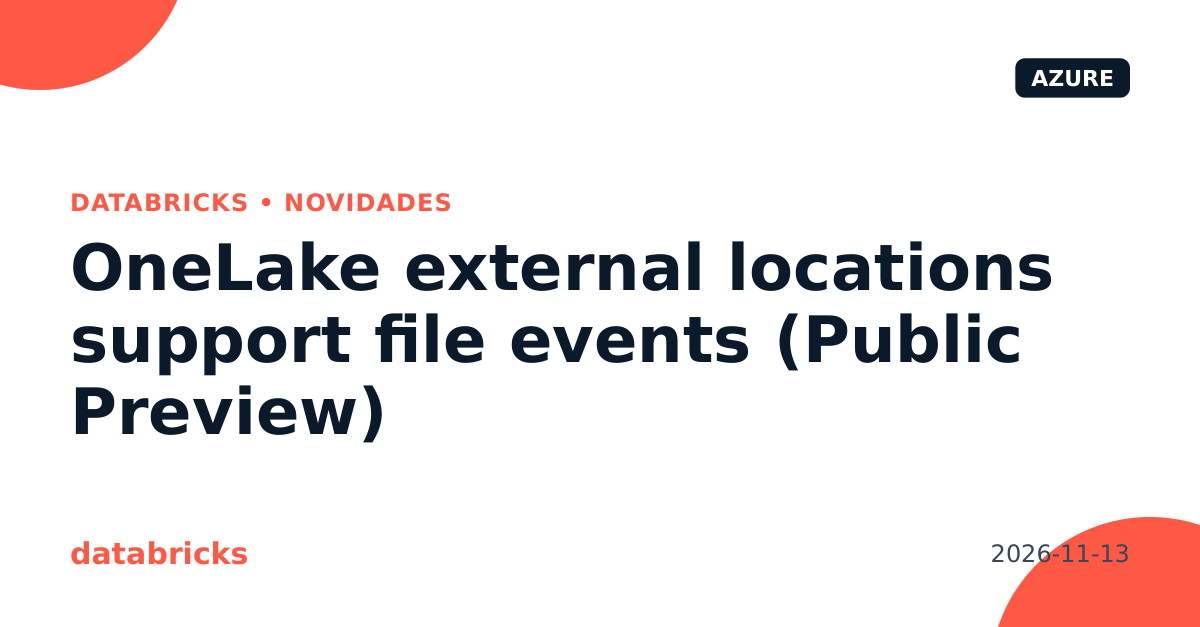 AZURE
DATABRICKS • NOVIDADES
OneLake external locations
support file events (Public
Preview)
databricks
2026-11-13